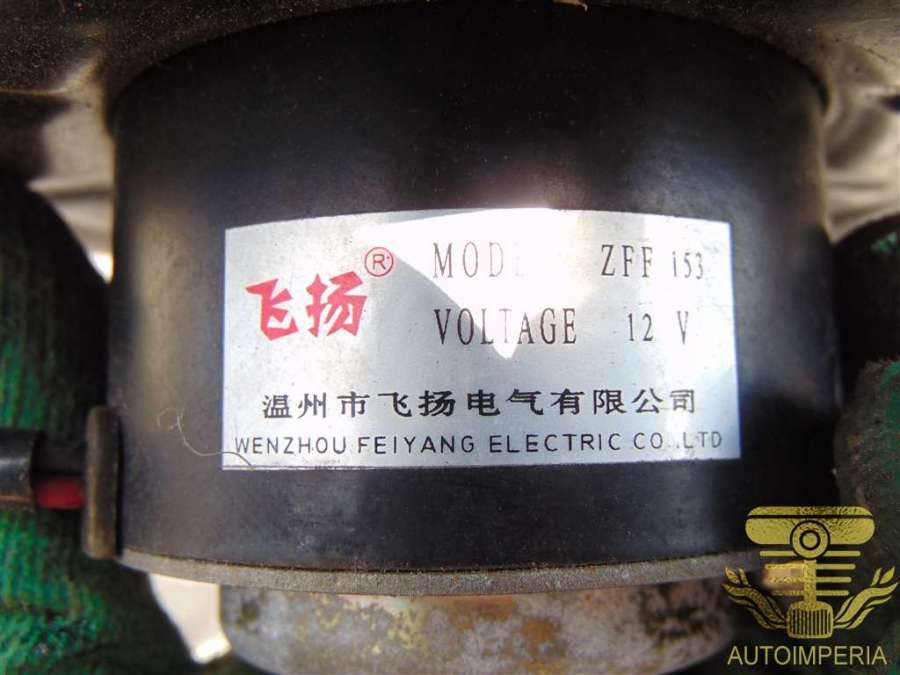 飞扬®
MODE ZFF 153
VOLTAGE 12 V
温州市飞扬电气有限公司
WENZHOU FEIYANG ELECTRIC CO.,LTD
AUTOIMPERIA